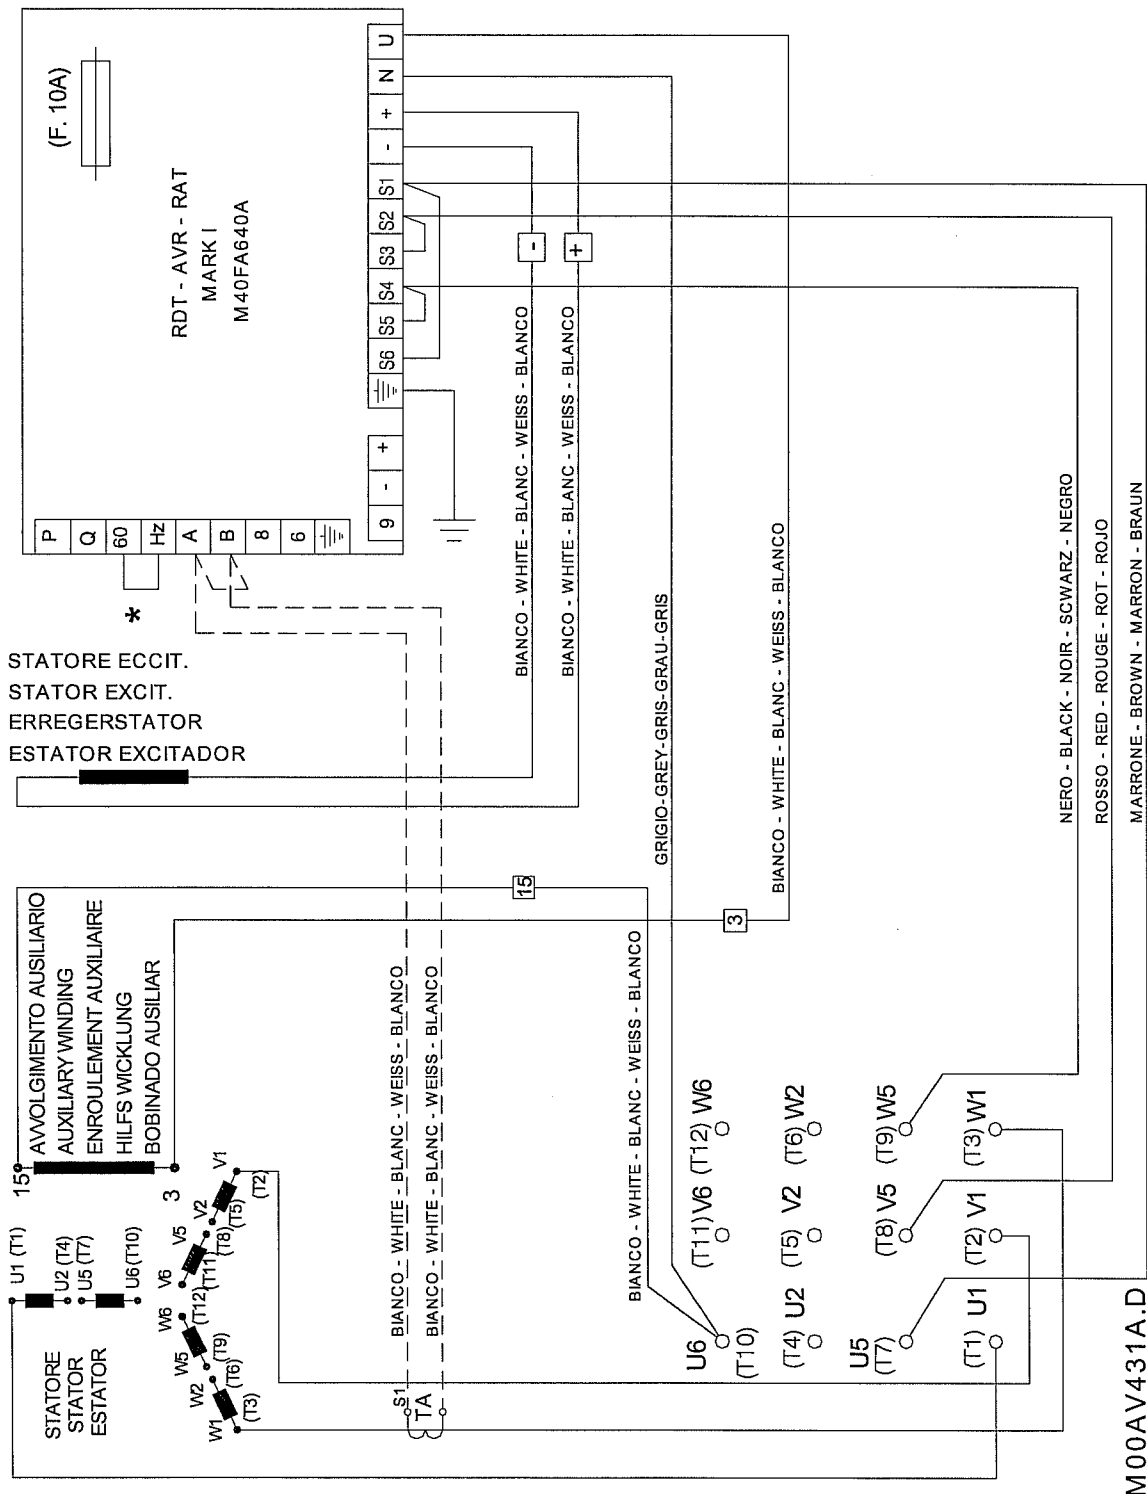 (F. 10A)
RDT - AVR - RAT
MARK I
M40FA640A
U
N
+
-
S1
S2
S3
S4
S5
S6
+
-
9
P
Q
60
Hz
A
B
8
6
*
-
+
STATORE ECCIT.
STATOR EXCIT.
ERREGERSTATOR
ESTATOR EXCITADOR
BIANCO - WHITE - BLANC - WEISS - BLANCO
BIANCO - WHITE - BLANC - WEISS - BLANCO
GRIGIO-GREY-GRIS-GRAU-GRIS
BIANCO - WHITE - BLANC - WEISS - BLANCO
NERO - BLACK - NOIR - SCWARZ - NEGRO
ROSSO - RED - ROUGE - ROT - ROJO
MARRONE - BROWN - MARRON - BRAUN
15
3
15
AVVOLGIMENTO AUSILIARIO
AUXILIARY WINDING
ENROULEMENT AUXILIAIRE
HILFS WICKLUNG
BOBINADO AUSILIAR
3
STATORE
STATOR
ESTATOR
U1 (T1)
U2 (T4)
U5 (T7)
U6 (T10)
V6
(T11)
V5
(T8)
V2
(T5)
V1
(T2)
W6
(T12)
W5
(T9)
W2
(T6)
W1
(T3)
BIANCO - WHITE - BLANC - WEISS - BLANCO
BIANCO - WHITE - BLANC - WEISS - BLANCO
S1
TA
BIANCO - WHITE - BLANC - WEISS - BLANCO
U6
(T10)
(T11) V6
(T12) W6
(T4) U2
(T5) V2
(T6) W2
U5
(T7)
(T8) V5
(T9) W5
(T1) U1
(T2) V1
(T3) W1
M00AV431A.D